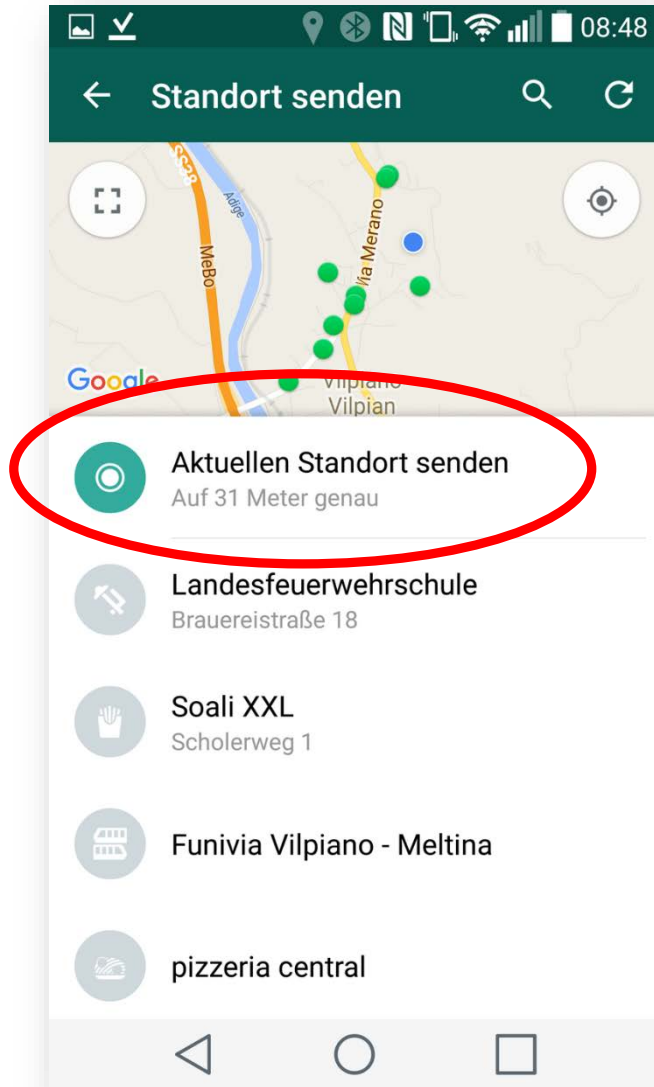 08:48
Standort senden
SS38
Adige
MeBo
Via Merano
Google
Vilpiano
Vilpian
Aktuellen Standort senden
Auf 31 Meter genau
Landesfeuerwehrschule
Brauereistraße 18
Soali XXL
Scholerweg 1
Funivia Vilpiano - Meltina
pizzeria central